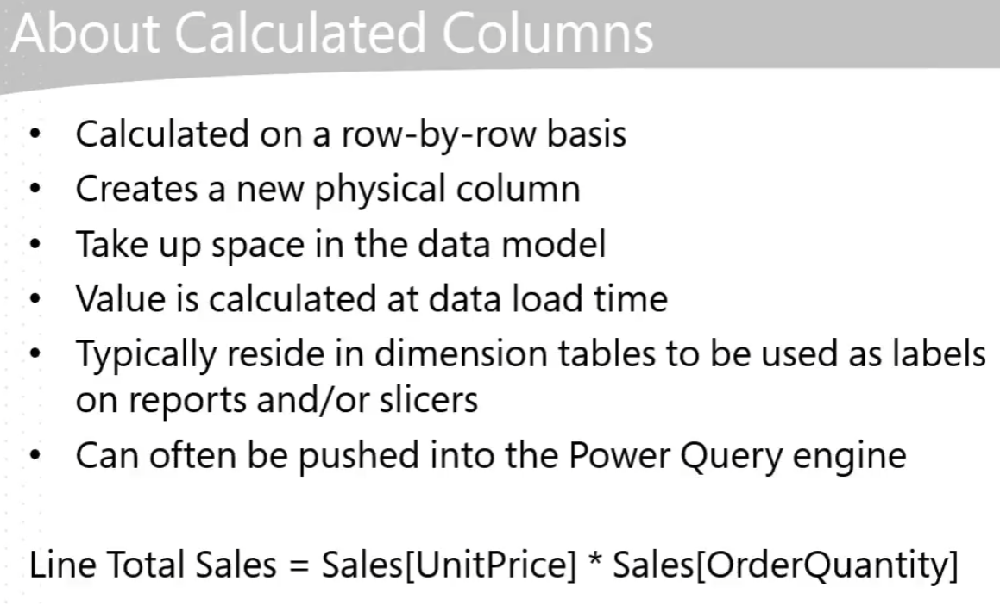 About Calculated Columns
• Calculated on a row-by-row basis
• Creates a new physical column
• Take up space in the data model
• Value is calculated at data load time
• Typically reside in dimension tables to be used as labels
on reports and/or slicers
• Can often be pushed into the Power Query engine
Line Total Sales = Sales[UnitPrice] * Sales[OrderQuantity]